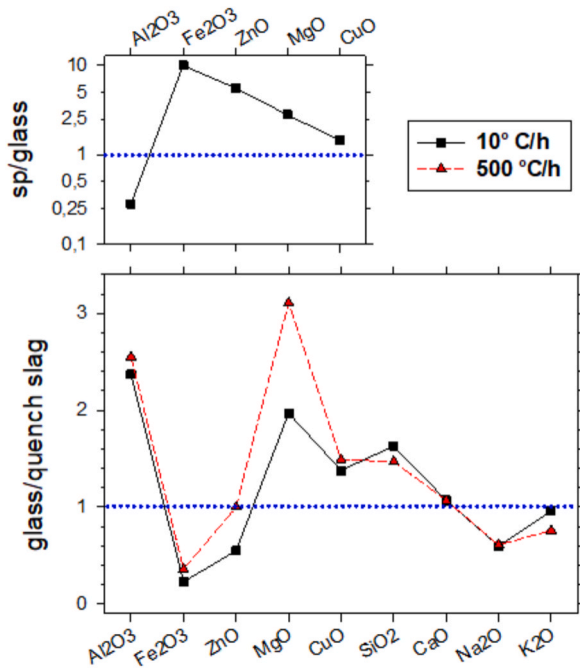 Al2O3 Fe2O3 ZnO MgO CuO
10
5
2,5
1
0,5
0,25
0,1
sp/glass
10° C/h
500 °C/h
3
2
1
0
glass/quench slag
Al2O3 Fe2O3 ZnO MgO CuO SiO2 CaO Na2O K2O